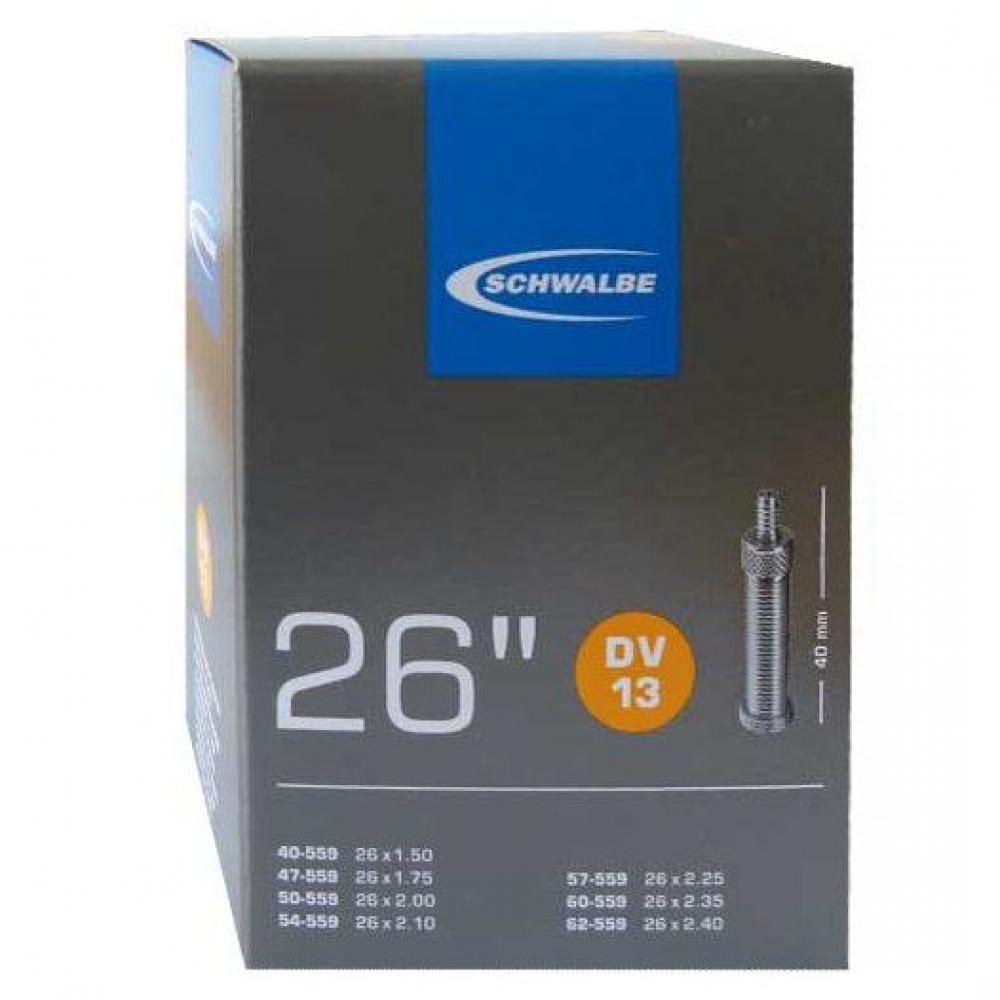 SCHWALBE
26"
DV
13
40 mm
40-559 26 x 1.50
47-559 26 x 1.75
50-559 26 x 2.00
54-559 26 x 2.10
57-559 26 x 2.25
60-559 26 x 2.35
62-559 26 x 2.40